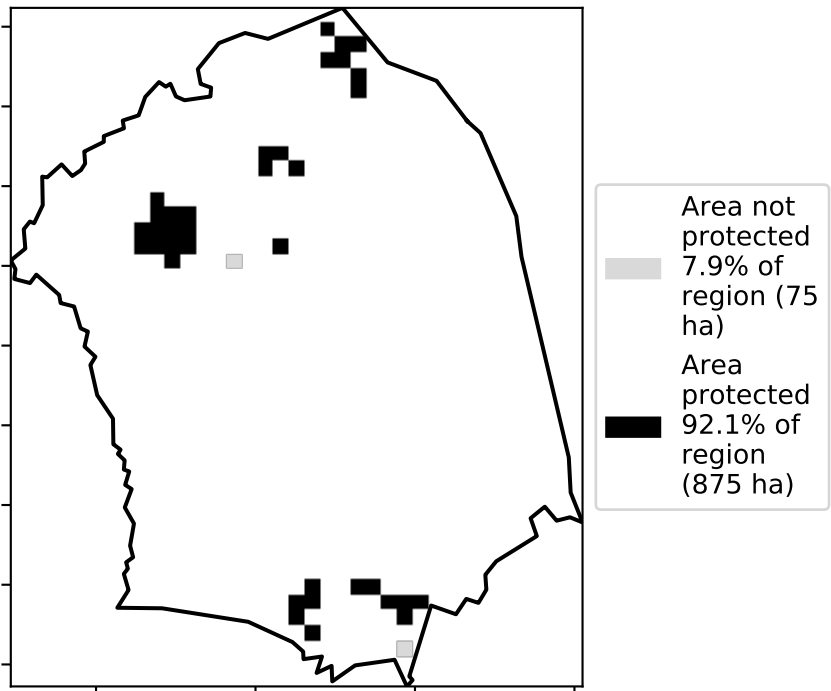 Area not
protected
7.9% of
region (75
ha)
Area
protected
92.1% of
region
(875 ha)